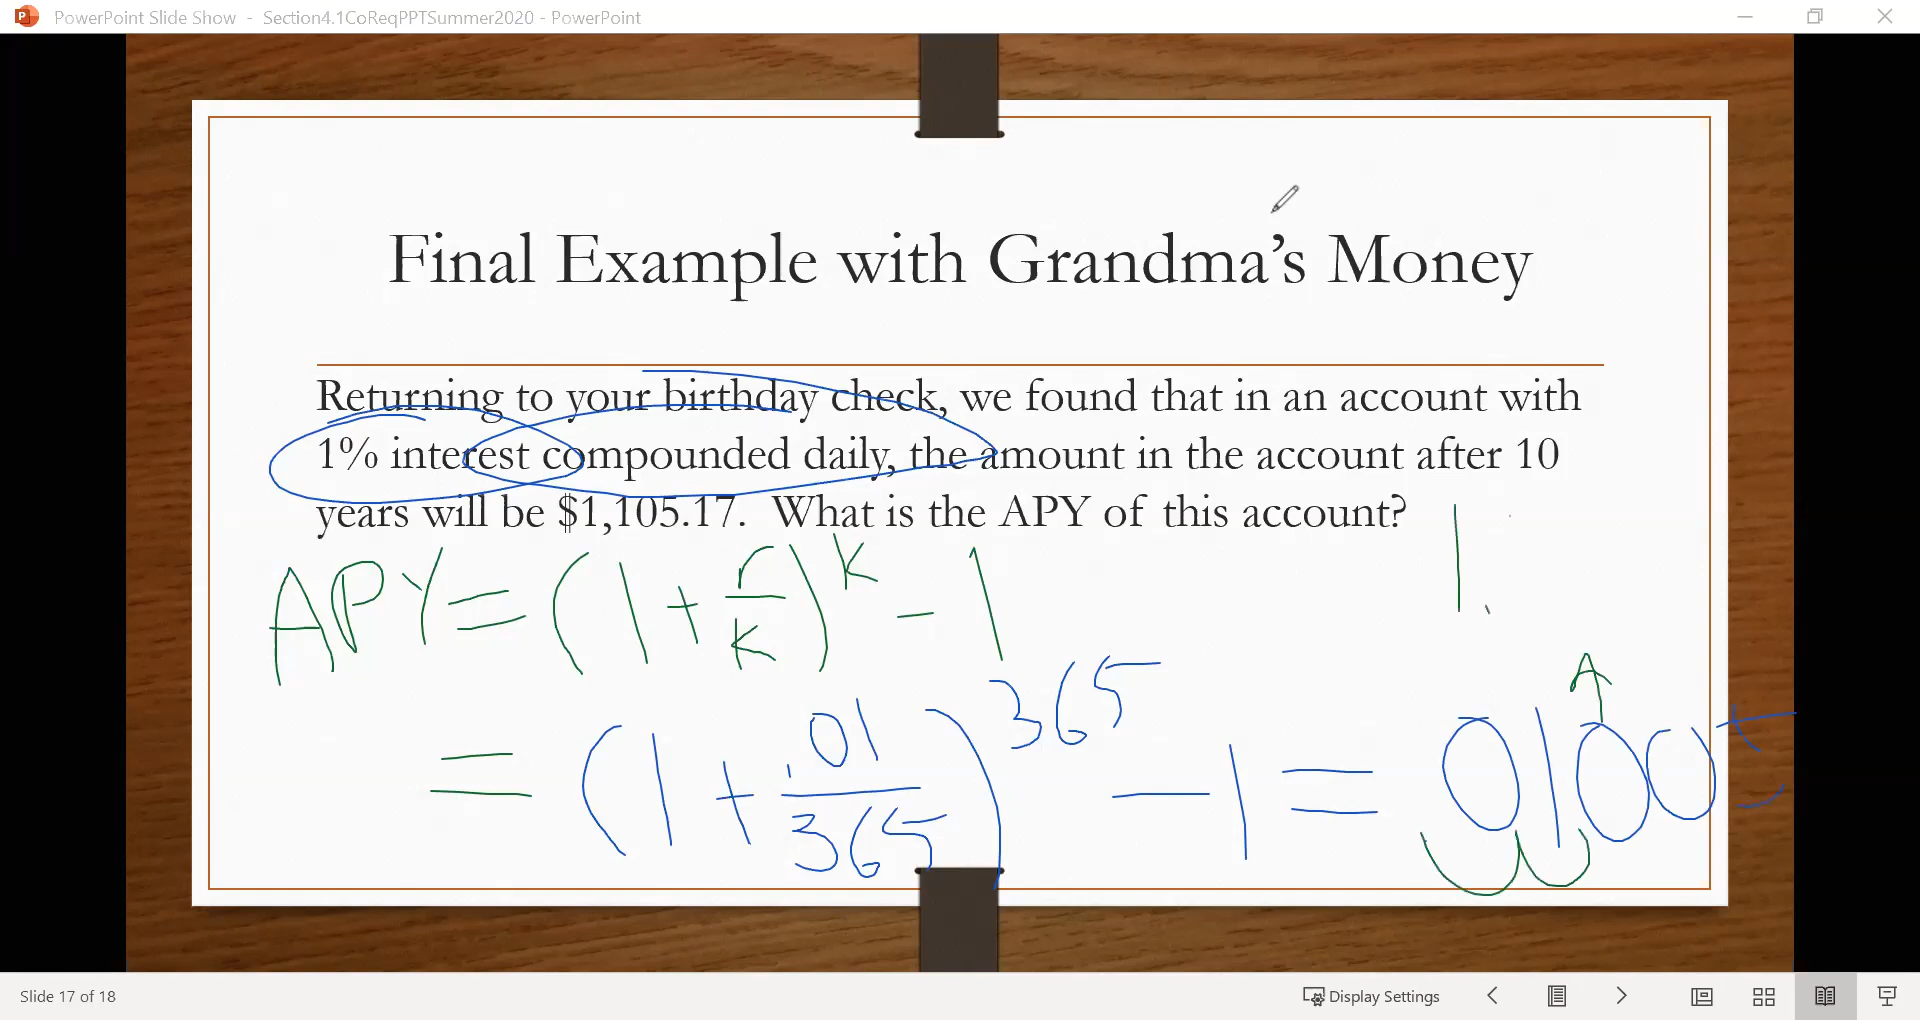 PowerPoint Slide Show - Section4.1CoReqPPTSummer2020 - PowerPoint
Final Example with Grandma's Money
Returning to your birthday check, we found that in an account with
1% interest compounded daily, the amount in the account after 10
years will be $1,105.17. What is the APY of this account?
1.
APY = (1 + r/k)^k - 1
= (1 + .01/365)^365 - 1 = 01005
Slide 17 of 18
Display Settings